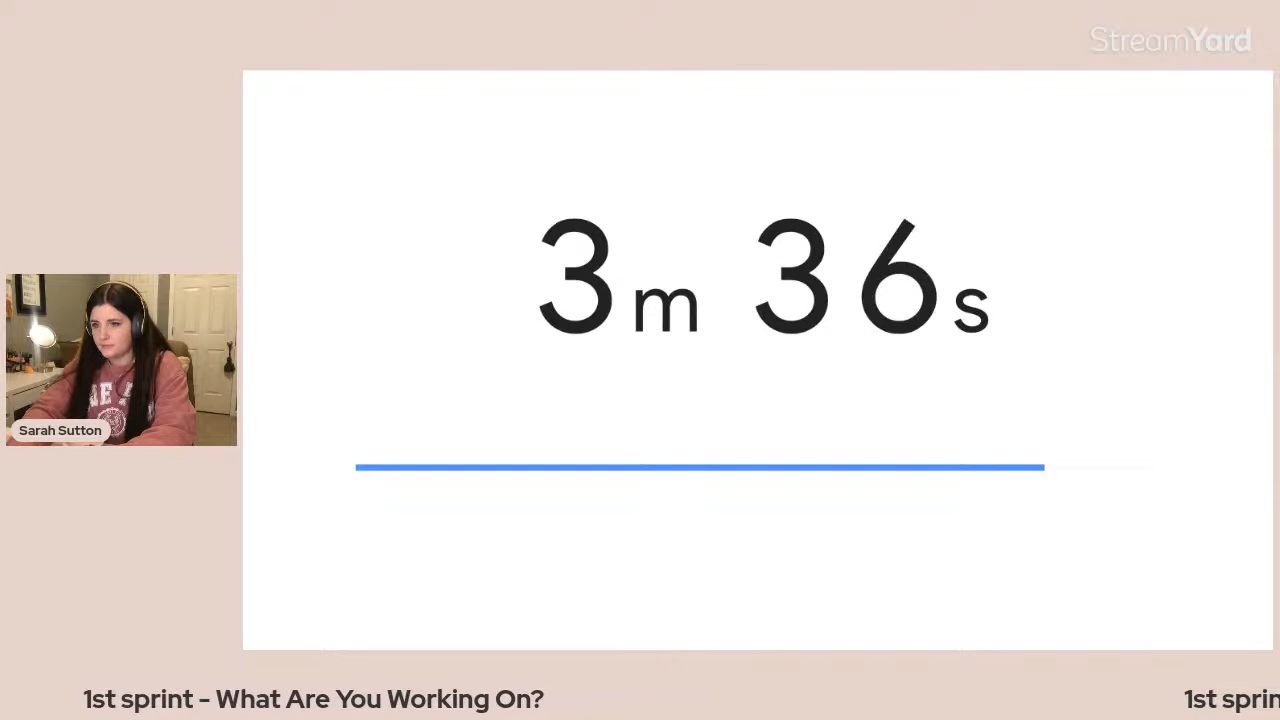 StreamYard
3m 36s
Sarah Sutton
1st sprint - What Are You Working On?
1st sprin